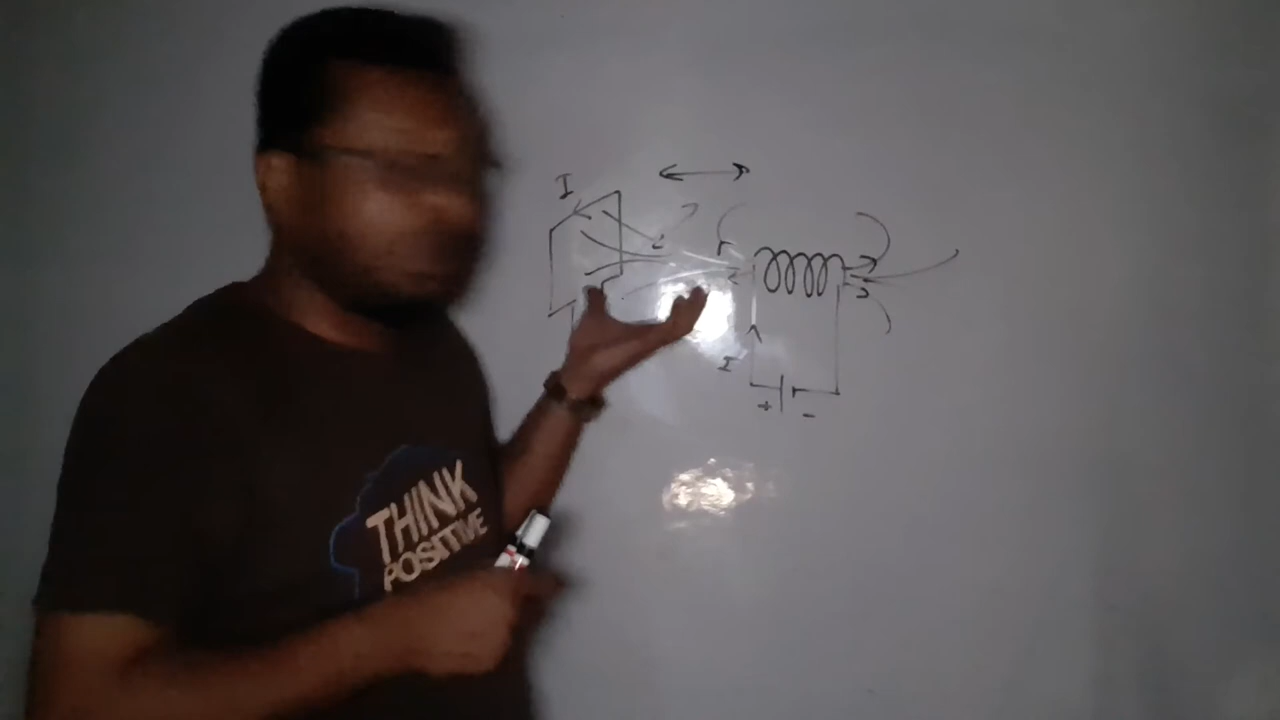 I
I
+ -
THINK
POSITIVE